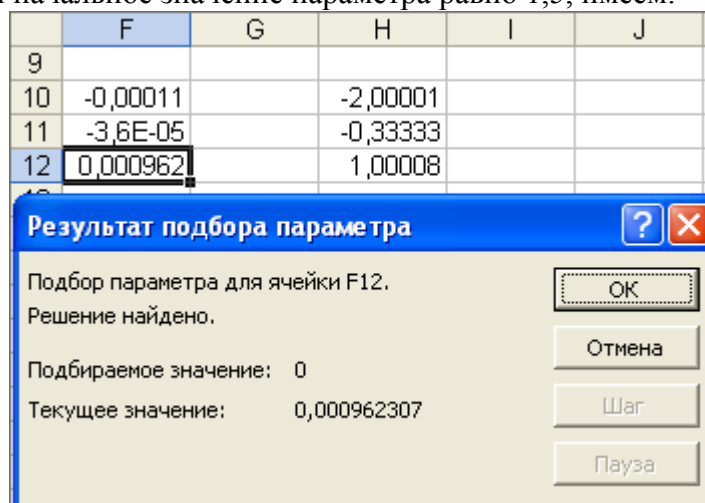 начальное значение параметра равно 1,5, имеем:
F G H I J
9
10 -0,00011 -2,00001
11 -3,6E-05 -0,33333
12 0,000962 1,00008
Результат подбора параметра
Подбор параметра для ячейки F12.
Решение найдено.
Подбираемое значение: 0
Текущее значение: 0,000962307
ОК
Отмена
Шаг
Пауза